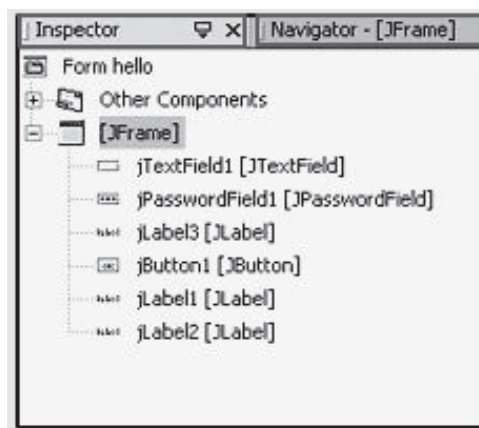 Inspector
Navigator - [JFrame]
Form hello
Other Components
[JFrame]
jTextField1 [JTextField]
jPasswordField1 [JPasswordField]
jLabel3 [JLabel]
jButton1 [JButton]
jLabel1 [JLabel]
jLabel2 [JLabel]